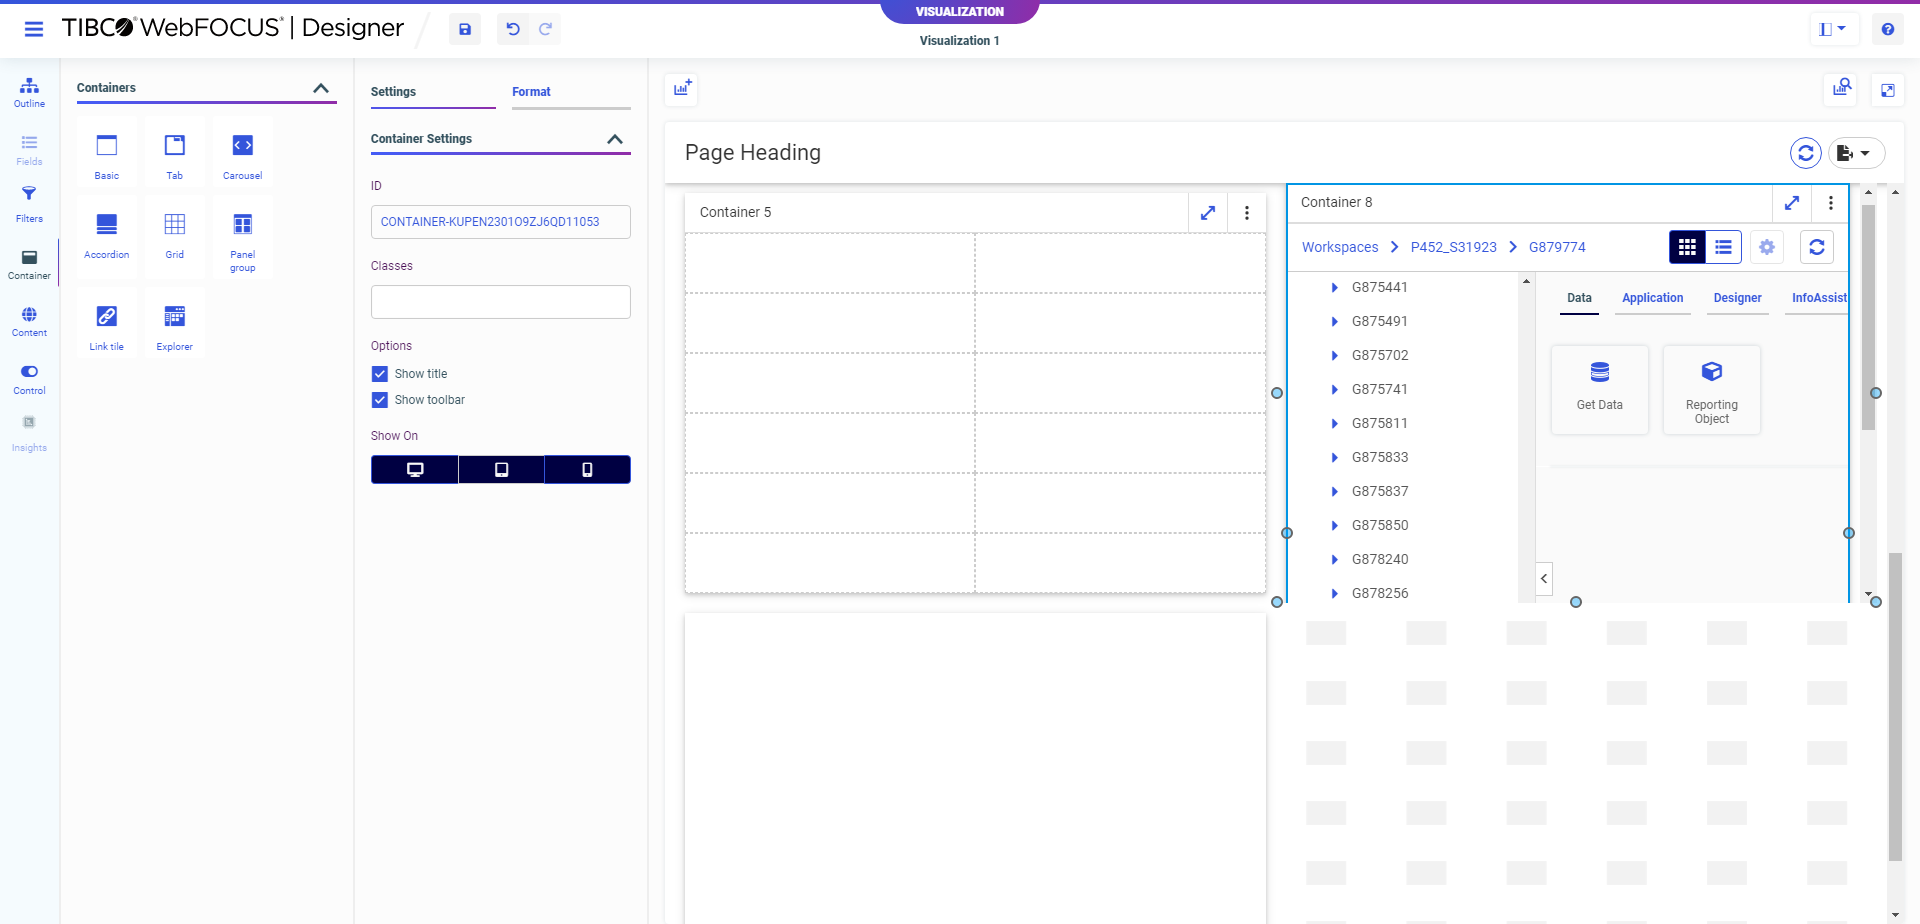 TIBCO WebFOCUS | Designer
VISUALIZATION
Visualization 1
Outline
Fields
Filters
Container
Content
Control
Insights
Containers
Basic
Tab
Carousel
Accordion
Grid
Panel
group
Link tile
Explorer
Settings
Format
Container Settings
ID
CONTAINER-KUPEN2301O9ZJ6QD11053
Classes
Options
Show title
Show toolbar
Show On
Page Heading
Container 5
Container 8
Workspaces
P452_S31923
G879774
G875441
G875491
G875702
G875741
G875811
G875833
G875837
G875850
G878240
G878256
Data
Application
Designer
InfoAssist
Get Data
Reporting
Object